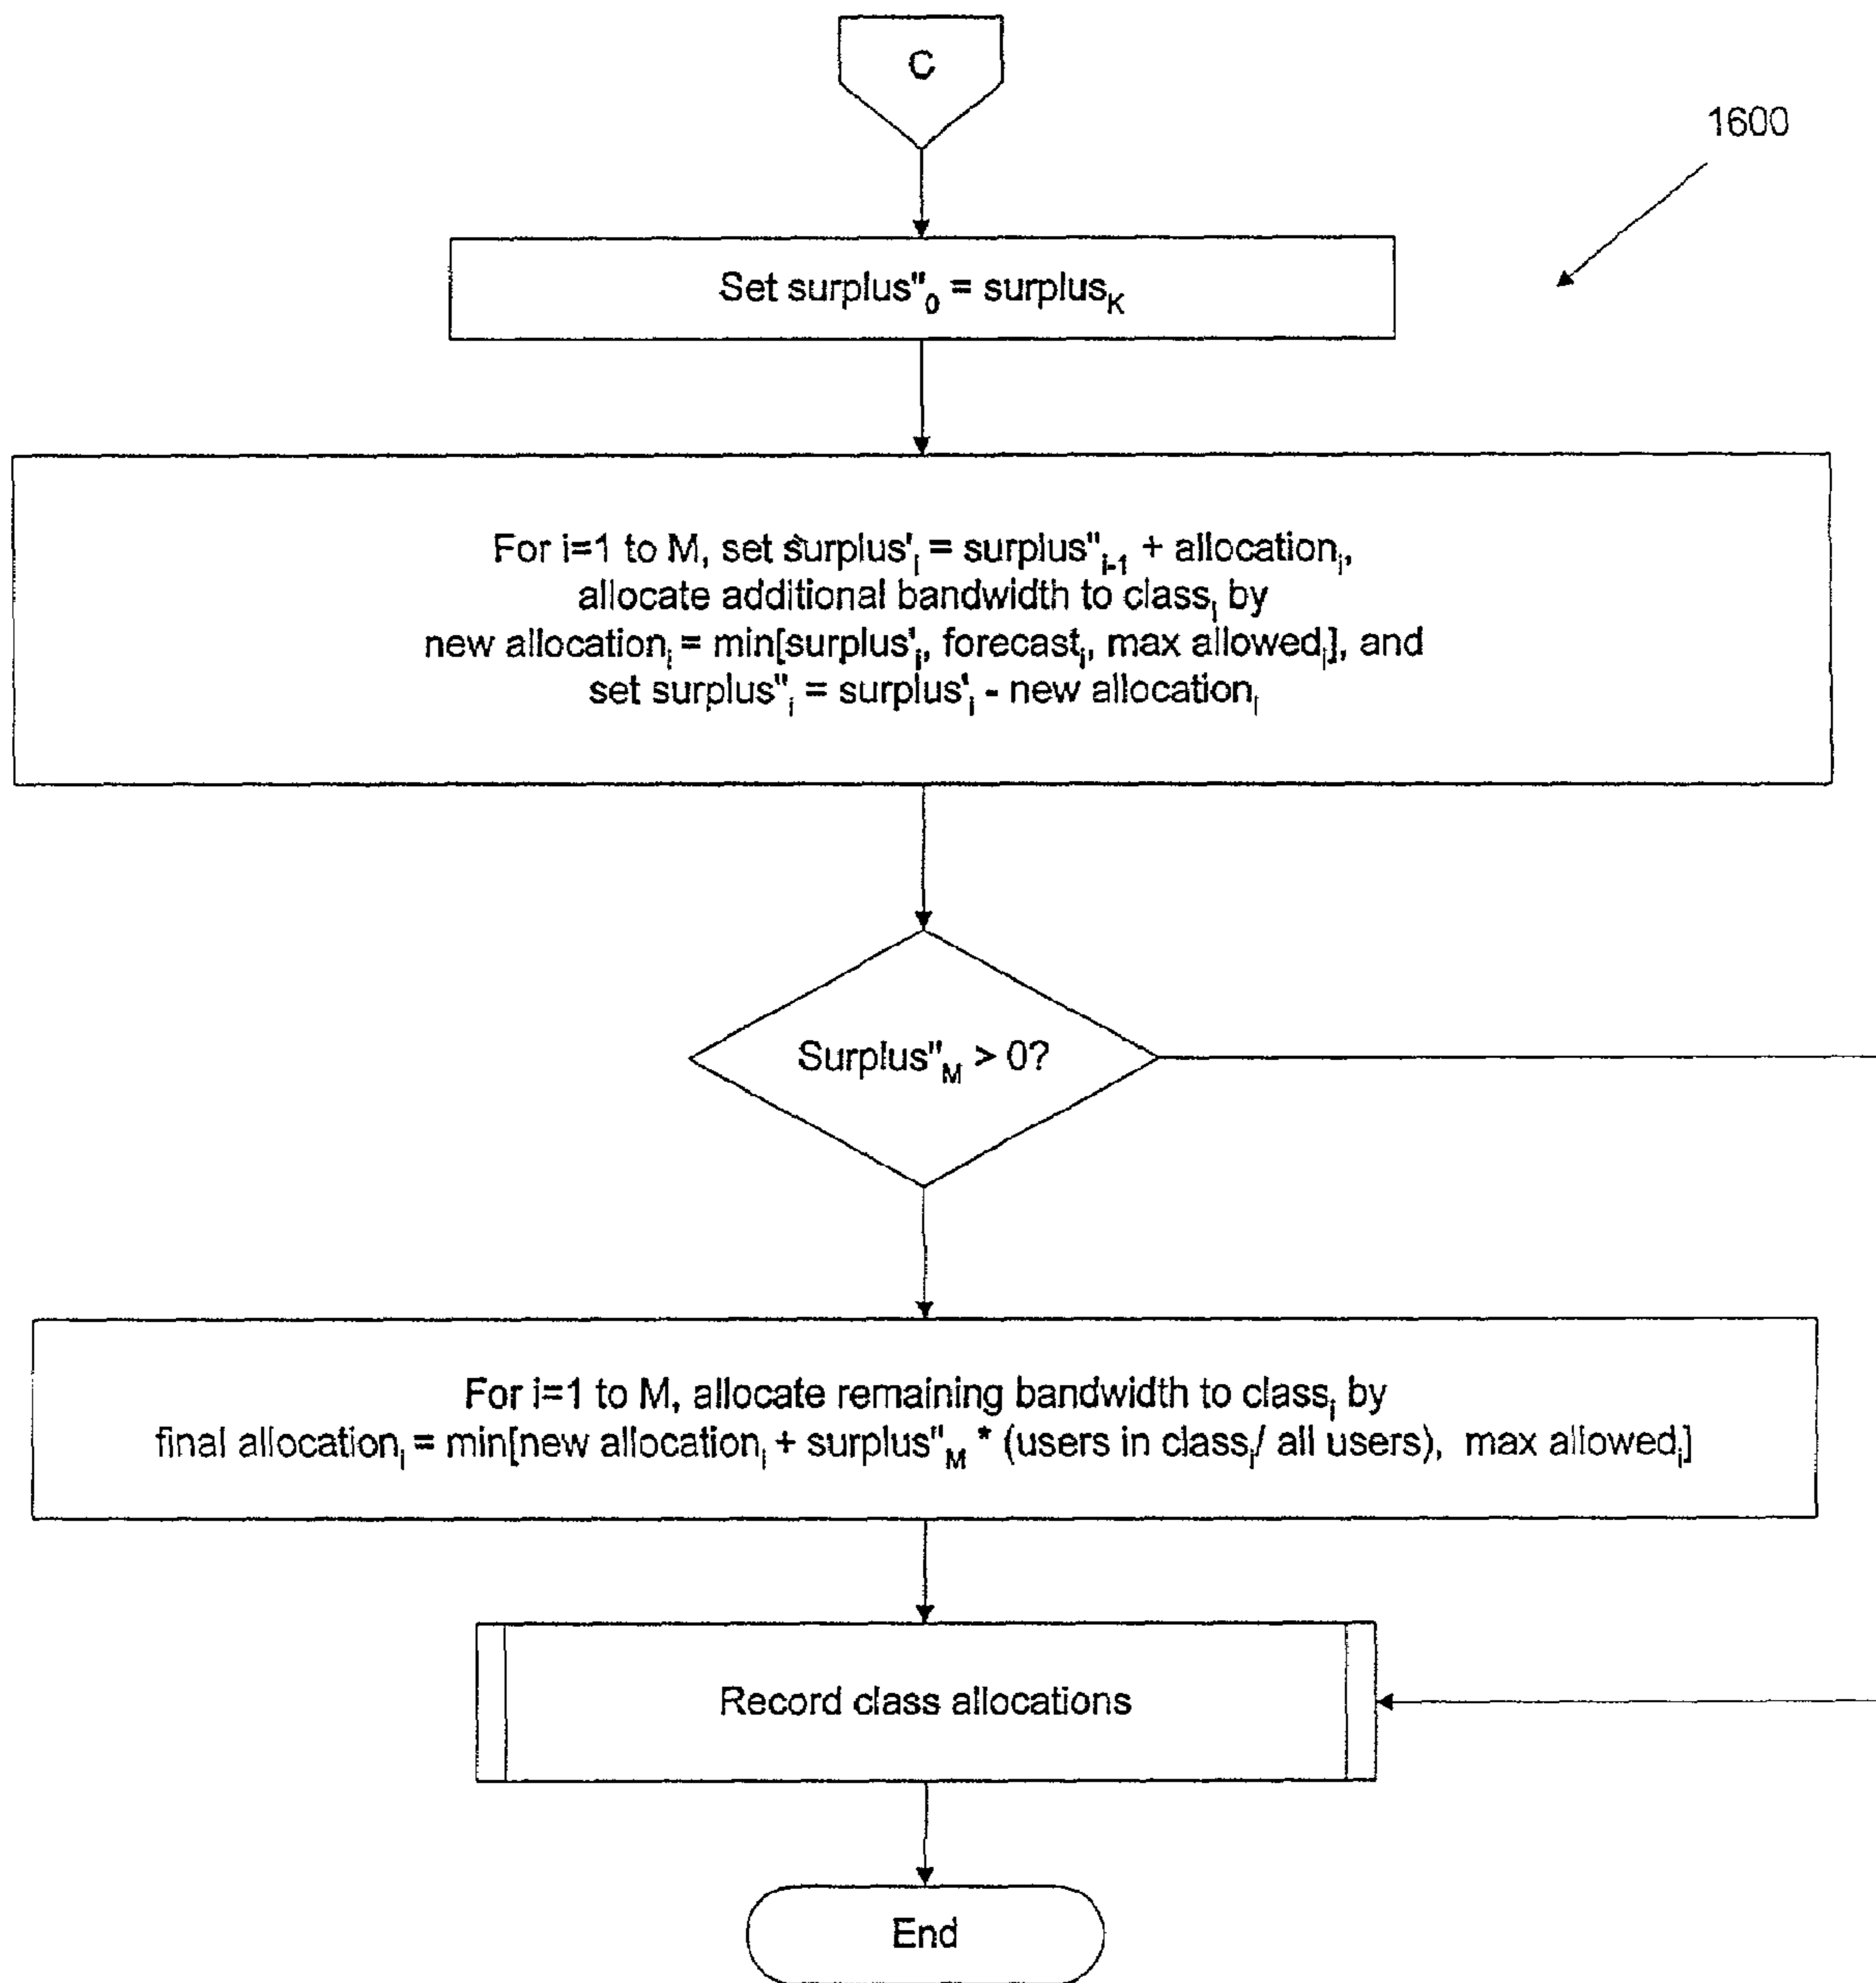 C
1600
Set surplus"₀ = surplus_K
For i=1 to M, set surplus'ᵢ = surplus"ᵢ₋₁ + allocationᵢ,
allocate additional bandwidth to classᵢ by
new allocationᵢ = min[surplus'ᵢ, forecastᵢ, max allowedᵢ], and
set surplus"ᵢ = surplus'ᵢ - new allocationᵢ
Surplus"_M > 0?
For i=1 to M, allocate remaining bandwidth to classᵢ by
final allocationᵢ = min[new allocationᵢ + surplus"_M * (users in classᵢ/ all users), max allowedᵢ]
Record class allocations
End